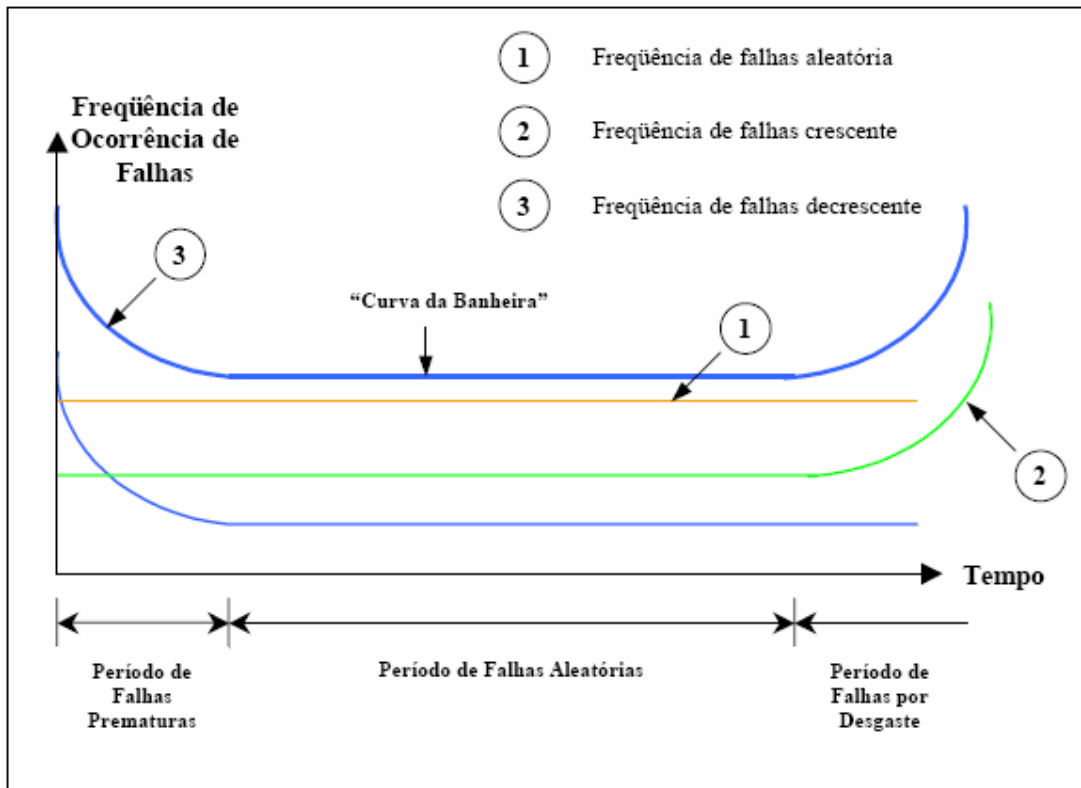 1 Freqüência de falhas aleatória
2 Freqüência de falhas crescente
3 Freqüência de falhas decrescente
Freqüência de
Ocorrência de
Falhas
3
“Curva da Banheira”
1
2
Tempo
Período de
Falhas
Prematuras
Período de Falhas Aleatórias
Período de
Falhas por
Desgaste